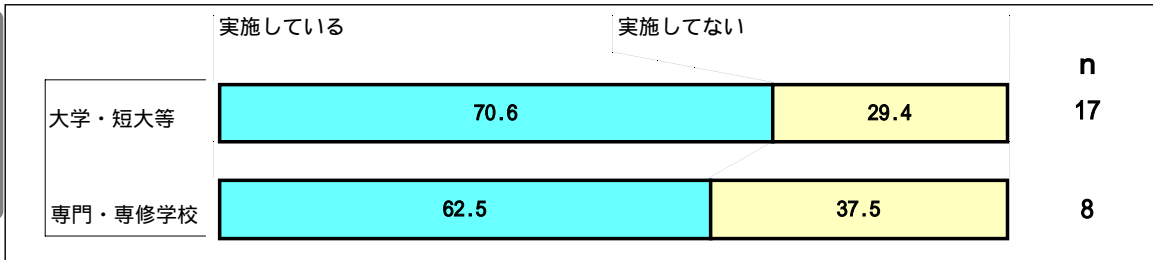 実施している 実施してない
n
大学・短大等 70.6 29.4 17
専門・専修学校 62.5 37.5 8